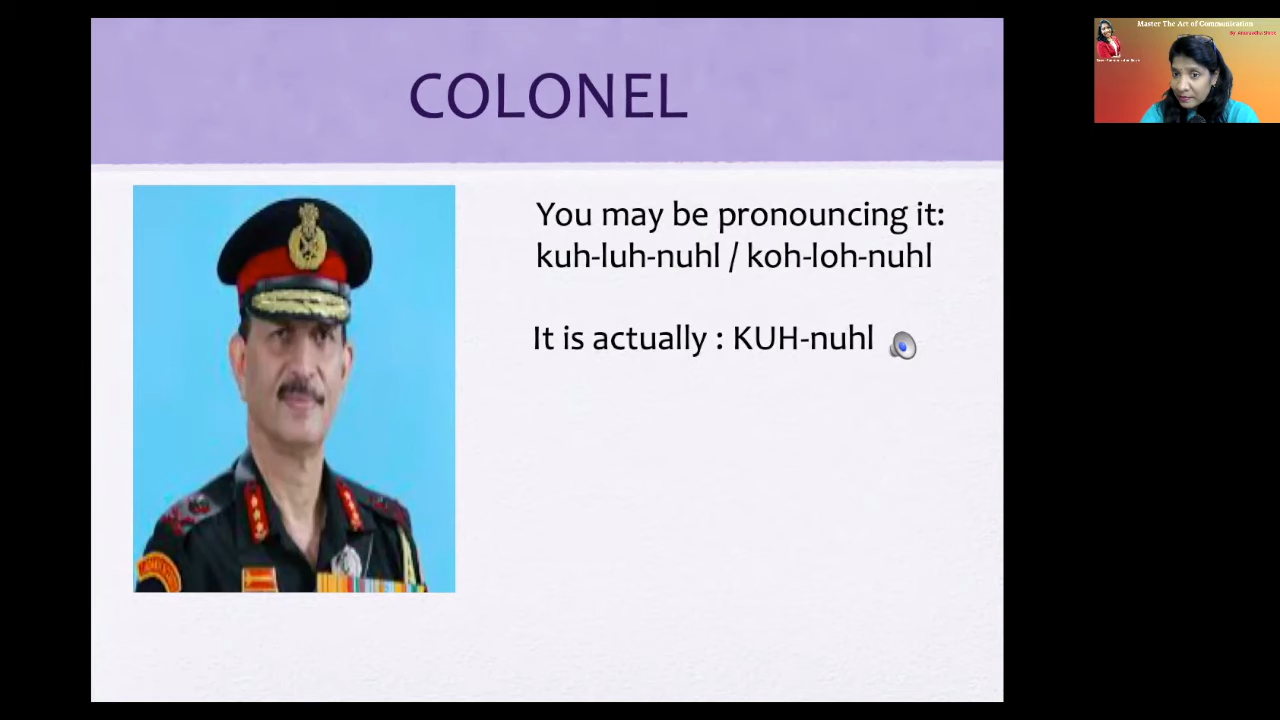 COLONEL
You may be pronouncing it:
kuh-luh-nuhl / koh-loh-nuhl
It is actually : KUH-nuhl
Master The Art of Communication